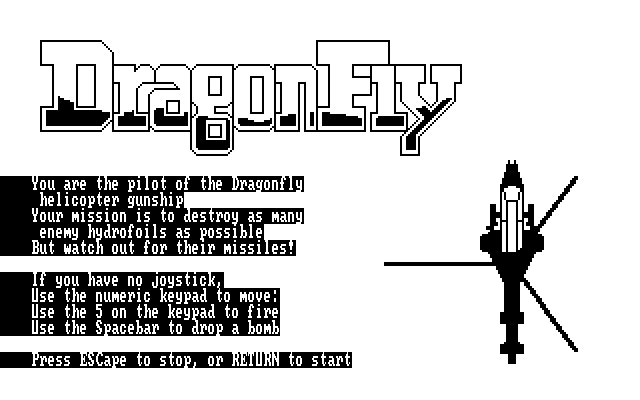 DragonFly
You are the pilot of the Dragonfly
helicopter gunship
Your mission is to destroy as many
enemy hydrofoils as possible
But watch out for their missiles!
If you have no joystick,
Use the numeric keypad to move:
Use the 5 on the keypad to fire
Use the Spacebar to drop a bomb
Press ESCape to stop, or RETURN to start